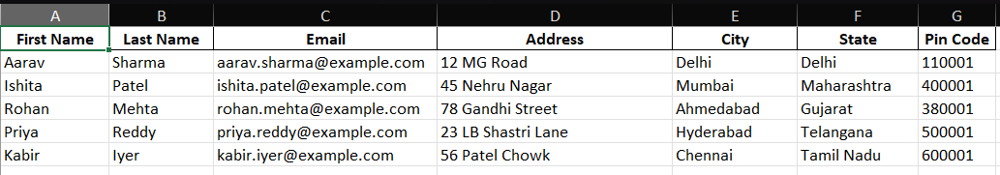 A B C D E F G
First Name Last Name Email Address City State Pin Code
Aarav Sharma aarav.sharma@example.com 12 MG Road Delhi Delhi 110001
Ishita Patel ishita.patel@example.com 45 Nehru Nagar Mumbai Maharashtra 400001
Rohan Mehta rohan.mehta@example.com 78 Gandhi Street Ahmedabad Gujarat 380001
Priya Reddy priya.reddy@example.com 23 LB Shastri Lane Hyderabad Telangana 500001
Kabir Iyer kabir.iyer@example.com 56 Patel Chowk Chennai Tamil Nadu 600001